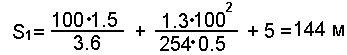 S₁= 100·1.5/3.6 + 1.3·100²/254·0.5 + 5 = 144 м